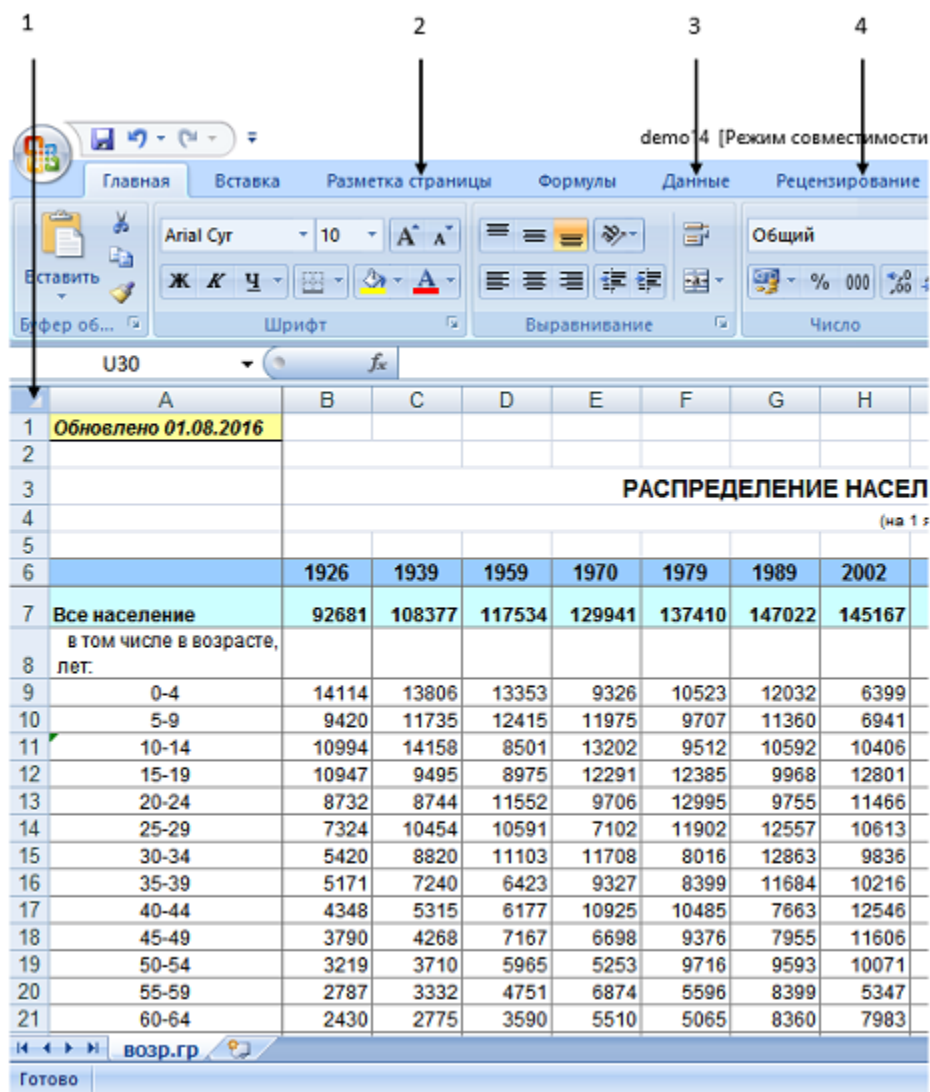 1 2 3 4
demo14 [Режим совместимости
Главная Вставка Разметка страницы Формулы Данные Рецензирование
Arial Cyr 10 A A Общий
Вставить Ж К Ч A % 000 ,0 ,00
Буфер об... Шрифт Выравнивание Число
U30 fx
A B C D E F G H
1 Обновлено 01.08.2016
2
3 РАСПРЕДЕЛЕНИЕ НАСЕЛ
4 (на 1 я
5
6 1926 1939 1959 1970 1979 1989 2002
7 Все население 92681 108377 117534 129941 137410 147022 145167
в том числе в возрасте,
8 лет:
9 0-4 14114 13806 13353 9326 10523 12032 6399
10 5-9 9420 11735 12415 11975 9707 11360 6941
11 10-14 10994 14158 8501 13202 9512 10592 10406
12 15-19 10947 9495 8975 12291 12385 9968 12801
13 20-24 8732 8744 11552 9706 12995 9755 11466
14 25-29 7324 10454 10591 7102 11902 12557 10613
15 30-34 5420 8820 11103 11708 8016 12863 9836
16 35-39 5171 7240 6423 9327 8399 11684 10216
17 40-44 4348 5315 6177 10925 10485 7663 12546
18 45-49 3790 4268 7167 6698 9376 7955 11606
19 50-54 3219 3710 5965 5253 9716 9593 10071
20 55-59 2787 3332 4751 6874 5596 8399 5347
21 60-64 2430 2775 3590 5510 5065 8360 7983
возр.гр
Готово